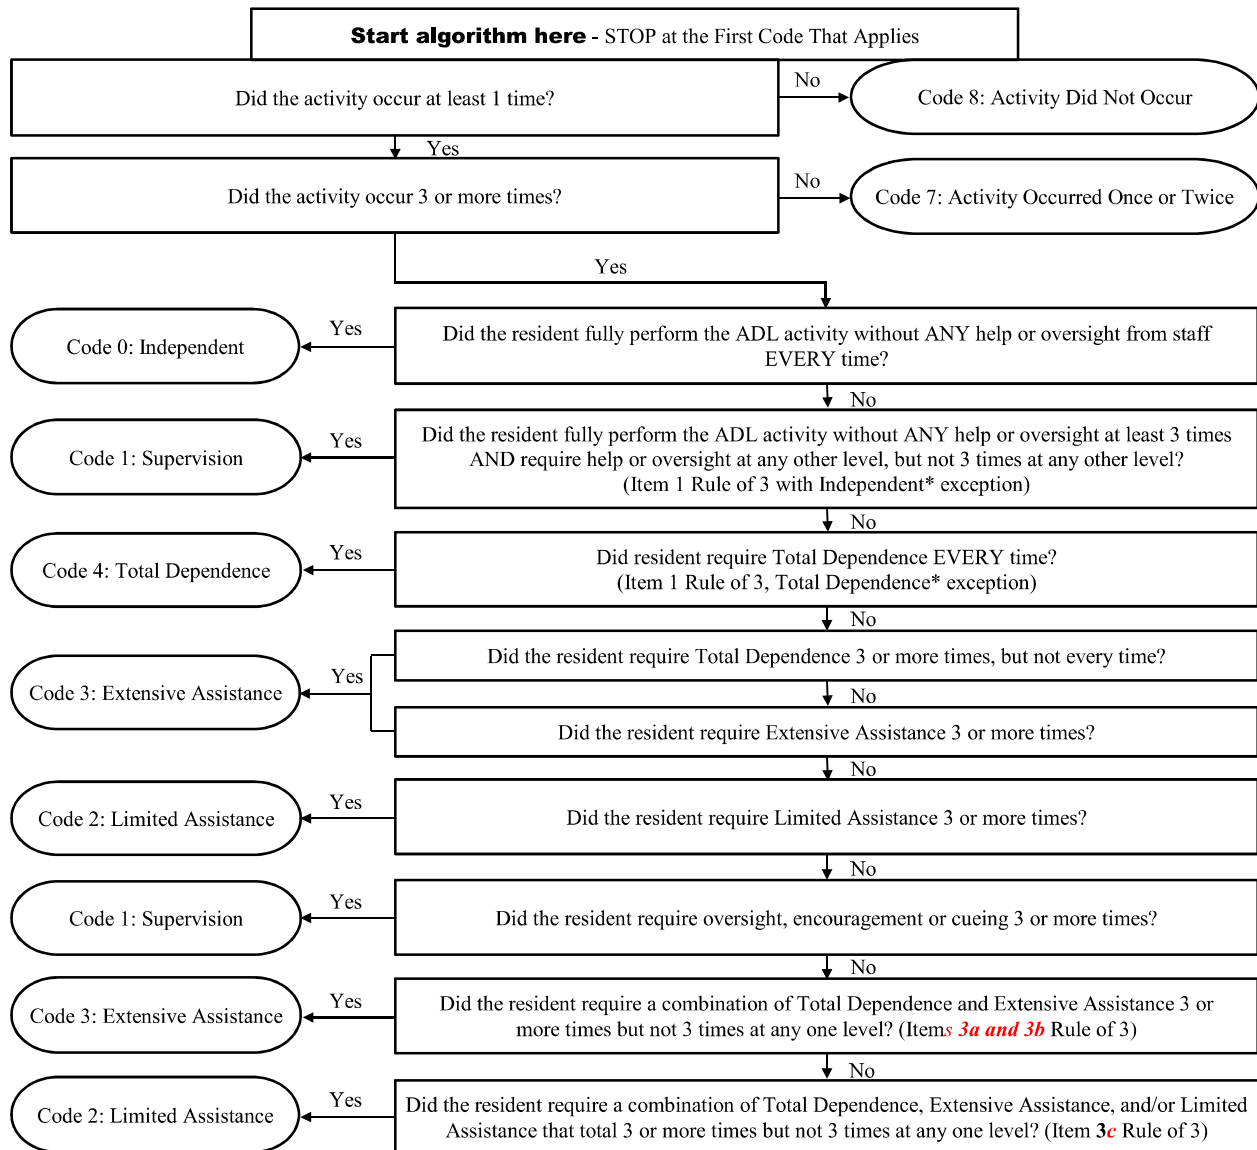 Start algorithm here - STOP at the First Code That Applies
Did the activity occur at least 1 time?
No
Code 8: Activity Did Not Occur
Yes
Did the activity occur 3 or more times?
No
Code 7: Activity Occurred Once or Twice
Yes
Did the resident fully perform the ADL activity without ANY help or oversight from staff
EVERY time?
Yes
Code 0: Independent
No
Did the resident fully perform the ADL activity without ANY help or oversight at least 3 times
AND require help or oversight at any other level, but not 3 times at any other level?
(Item 1 Rule of 3 with Independent* exception)
Yes
Code 1: Supervision
No
Did resident require Total Dependence EVERY time?
(Item 1 Rule of 3, Total Dependence* exception)
Yes
Code 4: Total Dependence
No
Did the resident require Total Dependence 3 or more times, but not every time?
Yes
Code 3: Extensive Assistance
No
Did the resident require Extensive Assistance 3 or more times?
No
Did the resident require Limited Assistance 3 or more times?
Yes
Code 2: Limited Assistance
No
Did the resident require oversight, encouragement or cueing 3 or more times?
Yes
Code 1: Supervision
No
Did the resident require a combination of Total Dependence and Extensive Assistance 3 or
more times but not 3 times at any one level? (Items 3a and 3b Rule of 3)
Yes
Code 3: Extensive Assistance
No
Did the resident require a combination of Total Dependence, Extensive Assistance, and/or Limited
Assistance that total 3 or more times but not 3 times at any one level? (Item 3c Rule of 3)
Yes
Code 2: Limited Assistance